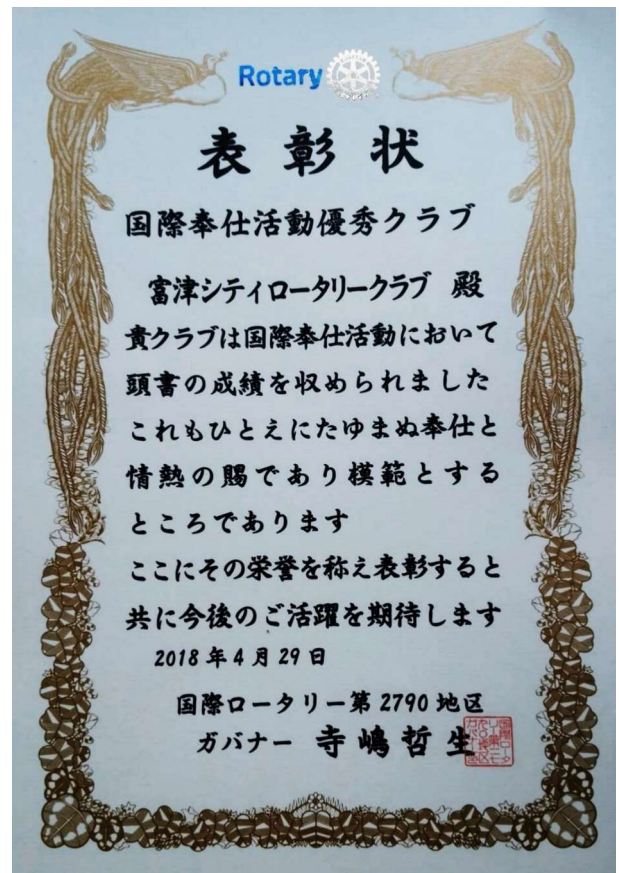 Rotary
表彰状
国際奉仕活動優秀クラブ
富津シティロータリークラブ 殿
貴クラブは国際奉仕活動において
頭書の成績を収められました
これもひとえにたゆまぬ奉仕と
情熱の賜であり模範とする
ところであります
ここにその栄誉を称え表彰すると
共に今後のご活躍を期待します
2018年4月29日
国際ロータリー第2790地区
ガバナー 寺嶋哲生